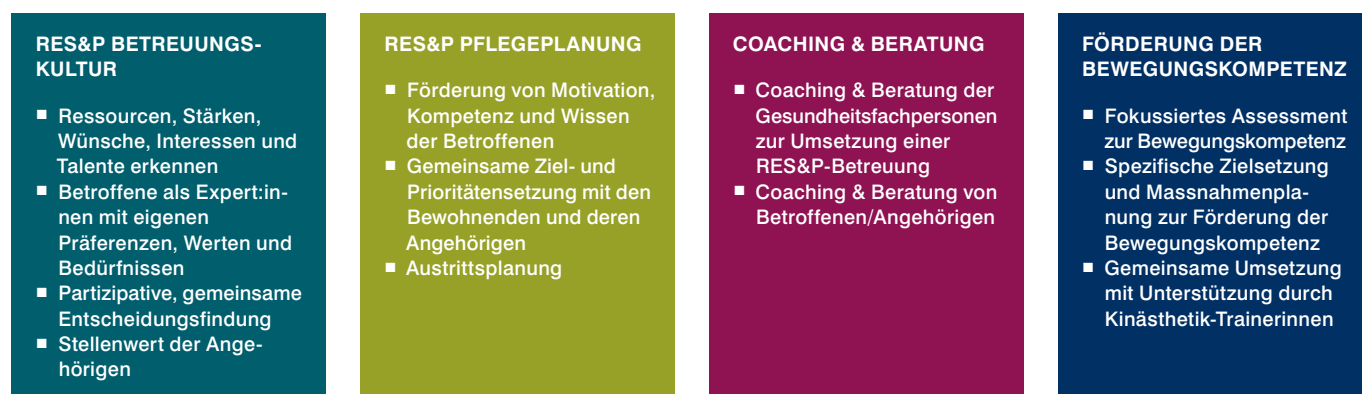 RES&P BETREUUNGS-
KULTUR
■ Ressourcen, Stärken,
Wünsche, Interessen und
Talente erkennen
■ Betroffene als Expert:in-
nen mit eigenen
Präferenzen, Werten und
Bedürfnissen
■ Partizipative, gemeinsame
Entscheidungsfindung
■ Stellenwert der Ange-
hörigen
RES&P PFLEGEPLANUNG
■ Förderung von Motivation,
Kompetenz und Wissen
der Betroffenen
■ Gemeinsame Ziel- und
Prioritätensetzung mit den
Bewohnenden und deren
Angehörigen
■ Austrittsplanung
COACHING & BERATUNG
■ Coaching & Beratung der
Gesundheitsfachpersonen
zur Umsetzung einer
RES&P-Betreuung
■ Coaching & Beratung von
Betroffenen/Angehörigen
FÖRDERUNG DER
BEWEGUNGSKOMPETENZ
■ Fokussiertes Assessment
zur Bewegungskompetenz
■ Spezifische Zielsetzung
und Massnahmenpla-
nung zur Förderung der
Bewegungskompetenz
■ Gemeinsame Umsetzung
mit Unterstützung durch
Kinästhetik-Trainerinnen